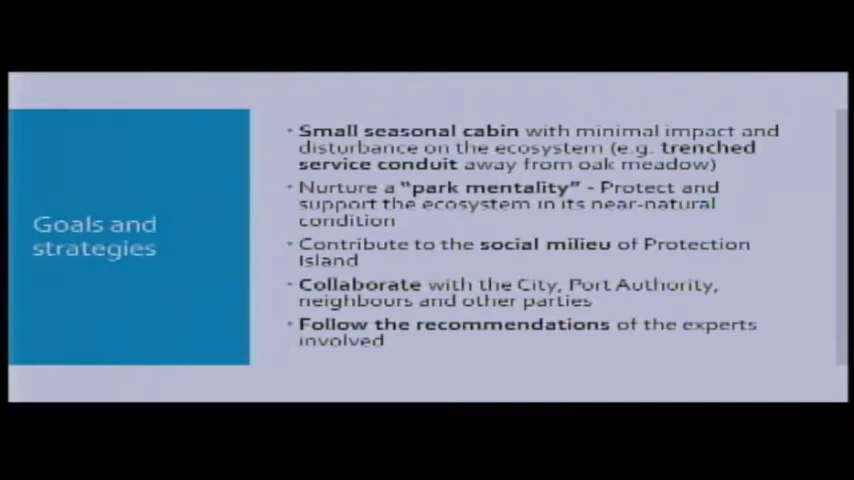 Goals and
strategies
· Small seasonal cabin with minimal impact and
disturbance on the ecosystem (e.g. trenched
service conduit away from oak meadow)
· Nurture a "park mentality" - Protect and
support the ecosystem in its near-natural
condition
· Contribute to the social milieu of Protection
Island
· Collaborate with the City, Port Authority,
neighbours and other parties
· Follow the recommendations of the experts
involved